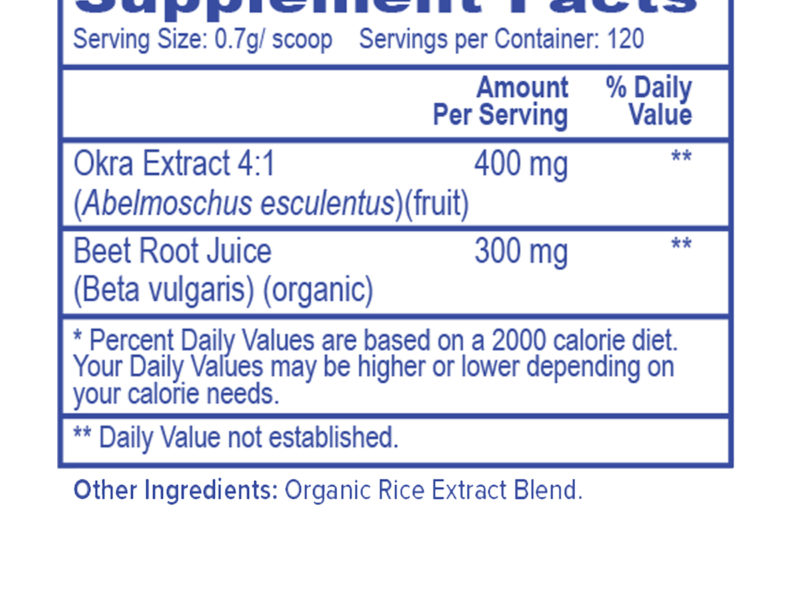 Supplement Facts
Serving Size: 0.7g/ scoop Servings per Container: 120
Amount Per Serving % Daily Value
Okra Extract 4:1 400 mg **
(Abelmoschus esculentus)(fruit)
Beet Root Juice 300 mg **
(Beta vulgaris) (organic)
* Percent Daily Values are based on a 2000 calorie diet.
Your Daily Values may be higher or lower depending on
your calorie needs.
** Daily Value not established.
Other Ingredients: Organic Rice Extract Blend.